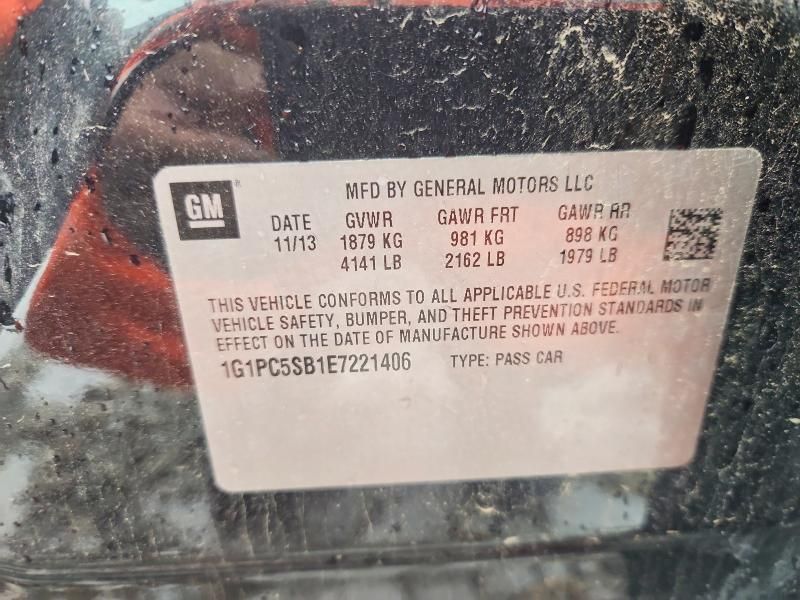 GM
MFD BY GENERAL MOTORS LLC
DATE GVWR GAWR FRT GAWR RR
11/13 1879 KG 981 KG 898 KG
4141 LB 2162 LB 1979 LB
THIS VEHICLE CONFORMS TO ALL APPLICABLE U.S. FEDERAL MOTOR
VEHICLE SAFETY, BUMPER, AND THEFT PREVENTION STANDARDS IN
EFFECT ON THE DATE OF MANUFACTURE SHOWN ABOVE.
1G1PC5SB1E7221406 TYPE: PASS CAR